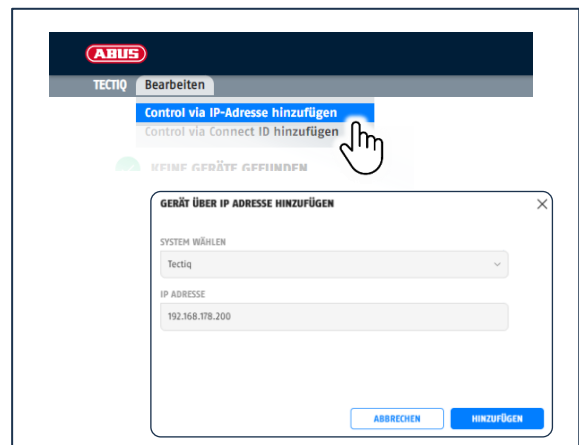 ABUS
TECTIQ Bearbeiten
Control via IP-Adresse hinzufügen
Control via Connect ID hinzufügen
KEINE GERÄTE GEFUNDEN
GERÄT ÜBER IP ADRESSE HINZUFÜGEN
SYSTEM WÄHLEN
Tectiq
IP ADRESSE
192.168.178.200
ABBRECHEN HINZUFÜGEN